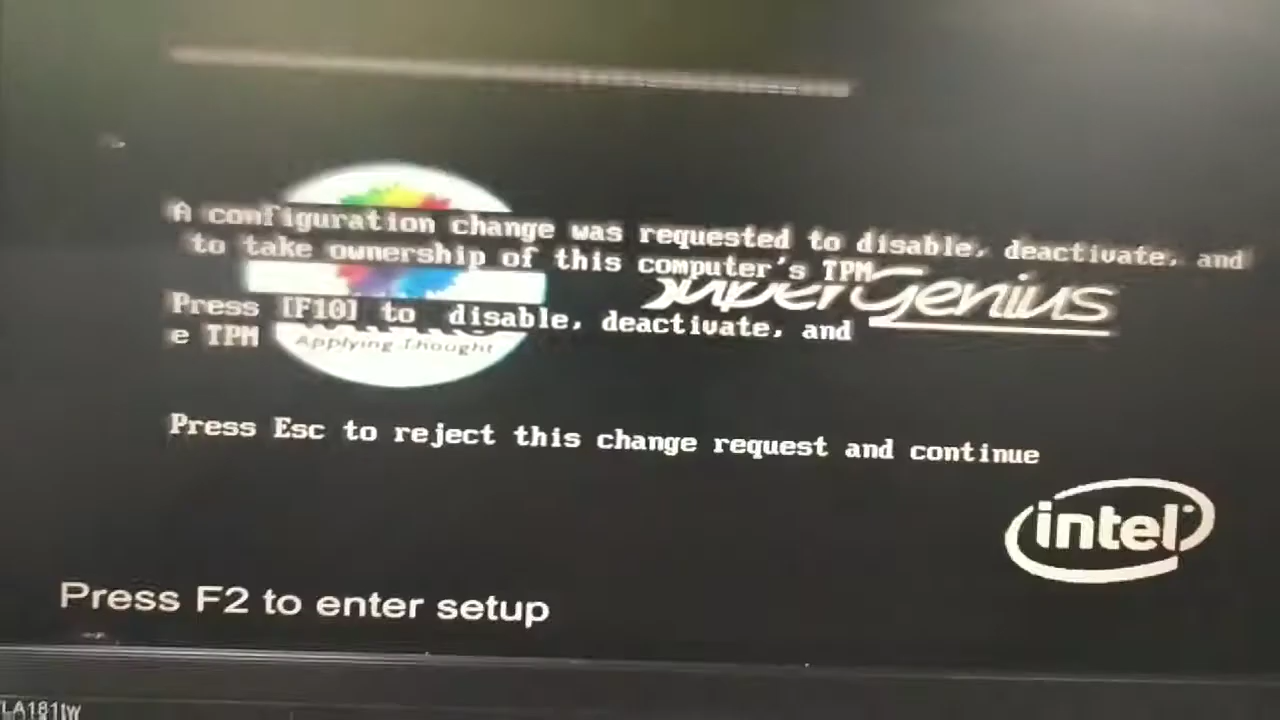 A configuration change was requested to disable, deactivate, and
to take ownership of this computer's TPM
SuperGenius
Press [F10] to disable, deactivate, and
e TPM
Applying Thought
Press Esc to reject this change request and continue
intel
Press F2 to enter setup
LA1811w